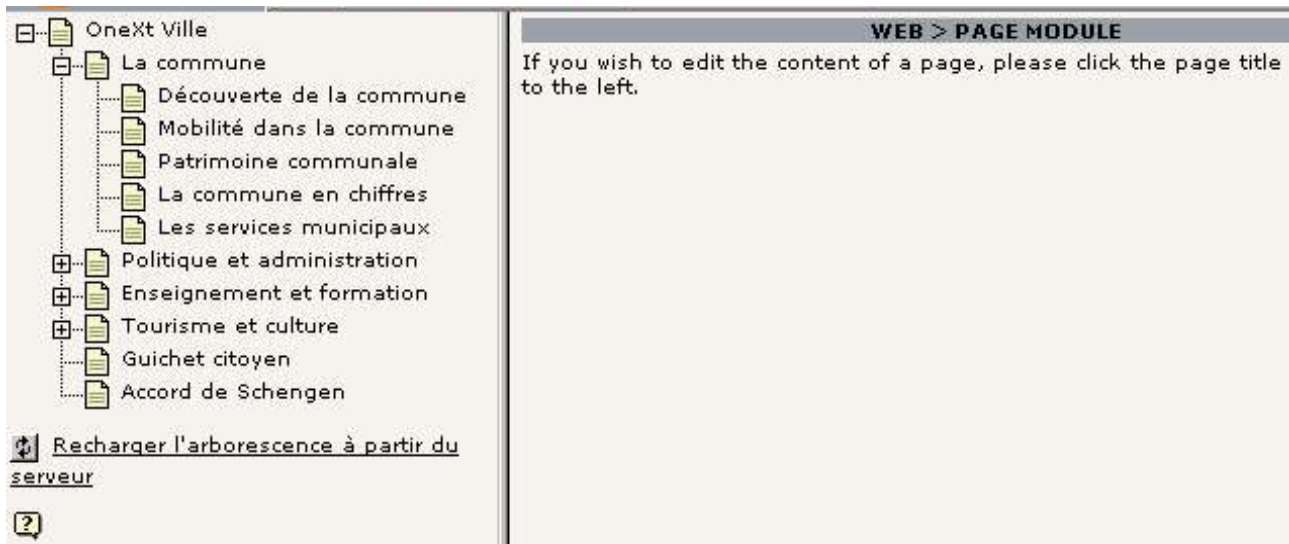 OneXt Ville
La commune
Découverte de la commune
Mobilité dans la commune
Patrimoine communale
La commune en chiffres
Les services municipaux
Politique et administration
Enseignement et formation
Tourisme et culture
Guichet citoyen
Accord de Schengen
Recharger l'arborescence à partir du
serveur
?
WEB > PAGE MODULE
If you wish to edit the content of a page, please click the page title
to the left.